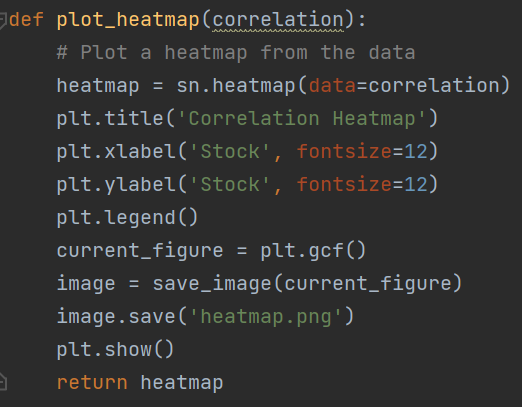 def plot_heatmap(correlation):
    # Plot a heatmap from the data
    heatmap = sn.heatmap(data=correlation)
    plt.title('Correlation Heatmap')
    plt.xlabel('Stock', fontsize=12)
    plt.ylabel('Stock', fontsize=12)
    plt.legend()
    current_figure = plt.gcf()
    image = save_image(current_figure)
    image.save('heatmap.png')
    plt.show()
    return heatmap